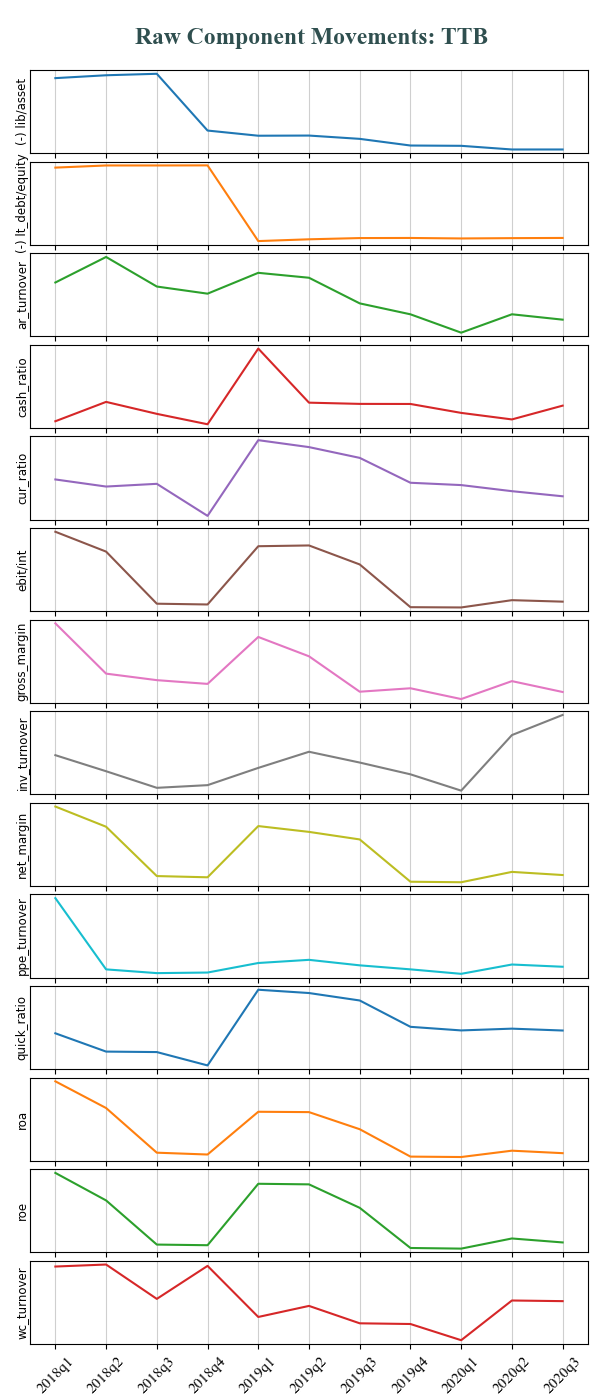 Raw Component Movements: TTB
(-) lib/asset
(-) lt_debt/equity
ar_turnover
cash_ratio
cur_ratio
ebit/int
gross_margin
inv_turnover
net_margin
ppe_turnover
quick_ratio
roa
roe
wc_turnover
2018q1 2018q2 2018q3 2018q4 2019q1 2019q2 2019q3 2019q4 2020q1 2020q2 2020q3